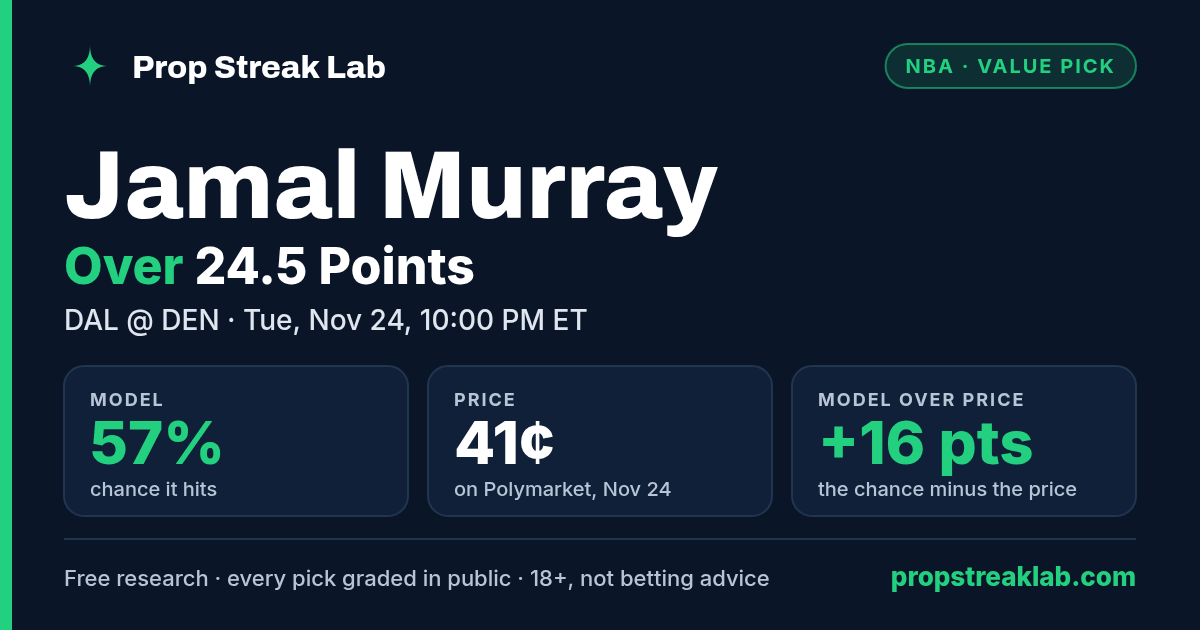 Prop Streak Lab
NBA · VALUE PICK
Jamal Murray
Over 24.5 Points
DAL @ DEN · Tue, Nov 24, 10:00 PM ET
MODEL
57%
chance it hits
PRICE
41¢
on Polymarket, Nov 24
MODEL OVER PRICE
+16 pts
the chance minus the price
Free research · every pick graded in public · 18+, not betting advice
propstreaklab.com